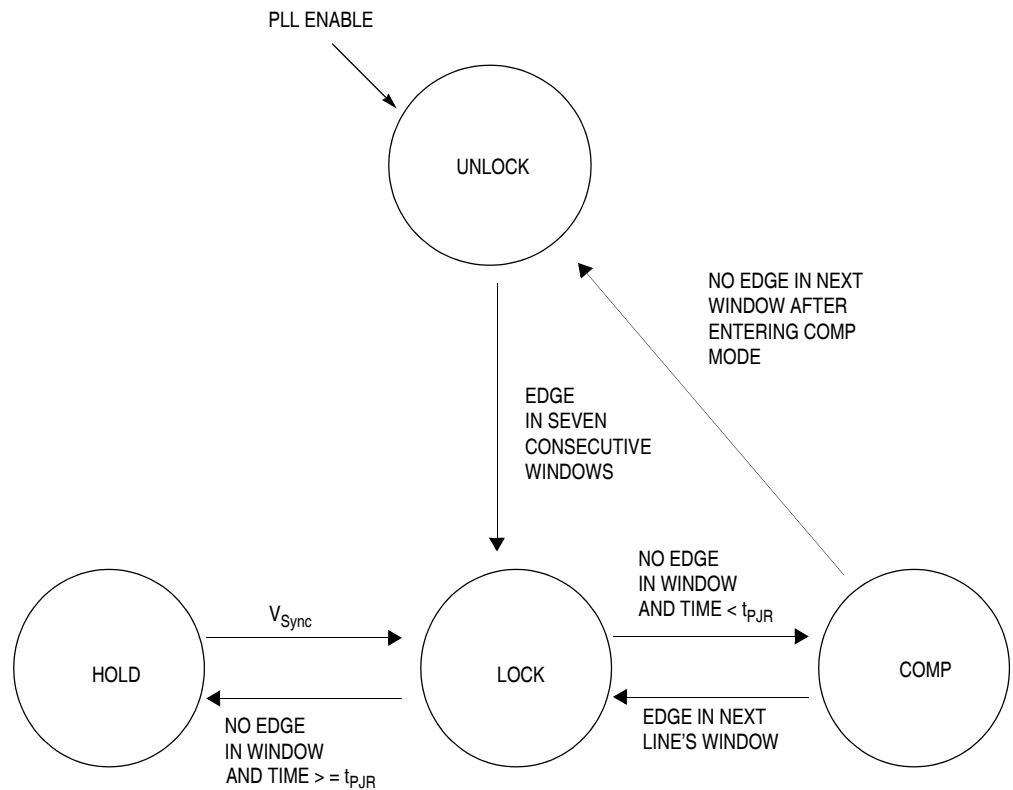 PLL ENABLE
UNLOCK
NO EDGE IN NEXT
WINDOW AFTER
ENTERING COMP
MODE
EDGE
IN SEVEN
CONSECUTIVE
WINDOWS
NO EDGE
IN WINDOW
AND TIME < tPJR
VSync
HOLD
LOCK
COMP
EDGE IN NEXT
LINE'S WINDOW
NO EDGE
IN WINDOW
AND TIME > = tPJR